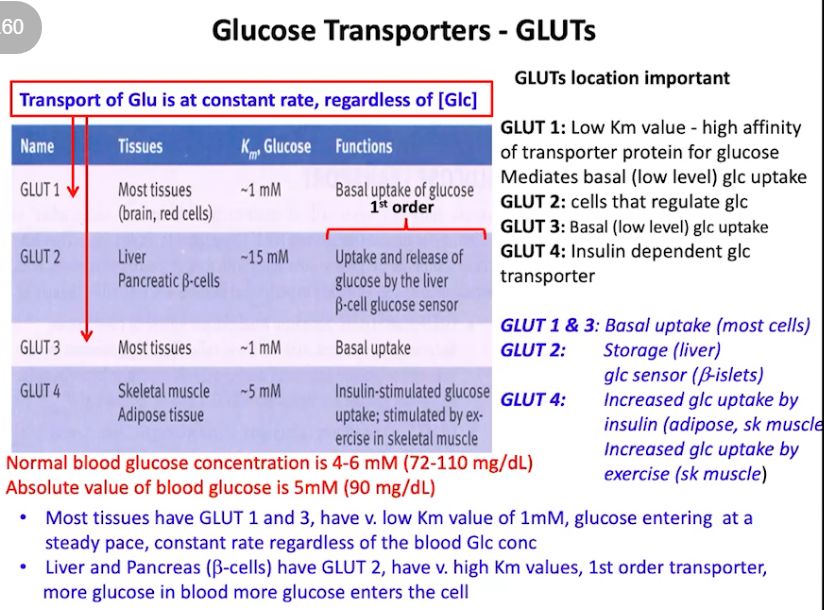 60
Glucose Transporters - GLUTs
Transport of Glu is at constant rate, regardless of [Glc]
Name Tissues Km, Glucose Functions
GLUT 1 Most tissues ~1 mM Basal uptake of glucose
(brain, red cells) 1st order
GLUT 2 Liver ~15 mM Uptake and release of
Pancreatic β-cells glucose by the liver
β-cell glucose sensor
GLUT 3 Most tissues ~1 mM Basal uptake
GLUT 4 Skeletal muscle ~5 mM Insulin-stimulated glucose
Adipose tissue uptake; stimulated by ex-
ercise in skeletal muscle
GLUTs location important
GLUT 1: Low Km value - high affinity
of transporter protein for glucose
Mediates basal (low level) glc uptake
GLUT 2: cells that regulate glc
GLUT 3: Basal (low level) glc uptake
GLUT 4: Insulin dependent glc
transporter
GLUT 1 & 3: Basal uptake (most cells)
GLUT 2: Storage (liver)
glc sensor (β-islets)
GLUT 4: Increased glc uptake by
insulin (adipose, sk muscle
Increased glc uptake by
exercise (sk muscle)
Normal blood glucose concentration is 4-6 mM (72-110 mg/dL)
Absolute value of blood glucose is 5mM (90 mg/dL)
• Most tissues have GLUT 1 and 3, have v. low Km value of 1mM, glucose entering at a
steady pace, constant rate regardless of the blood Glc conc
• Liver and Pancreas (β-cells) have GLUT 2, have v. high Km values, 1st order transporter,
more glucose in blood more glucose enters the cell